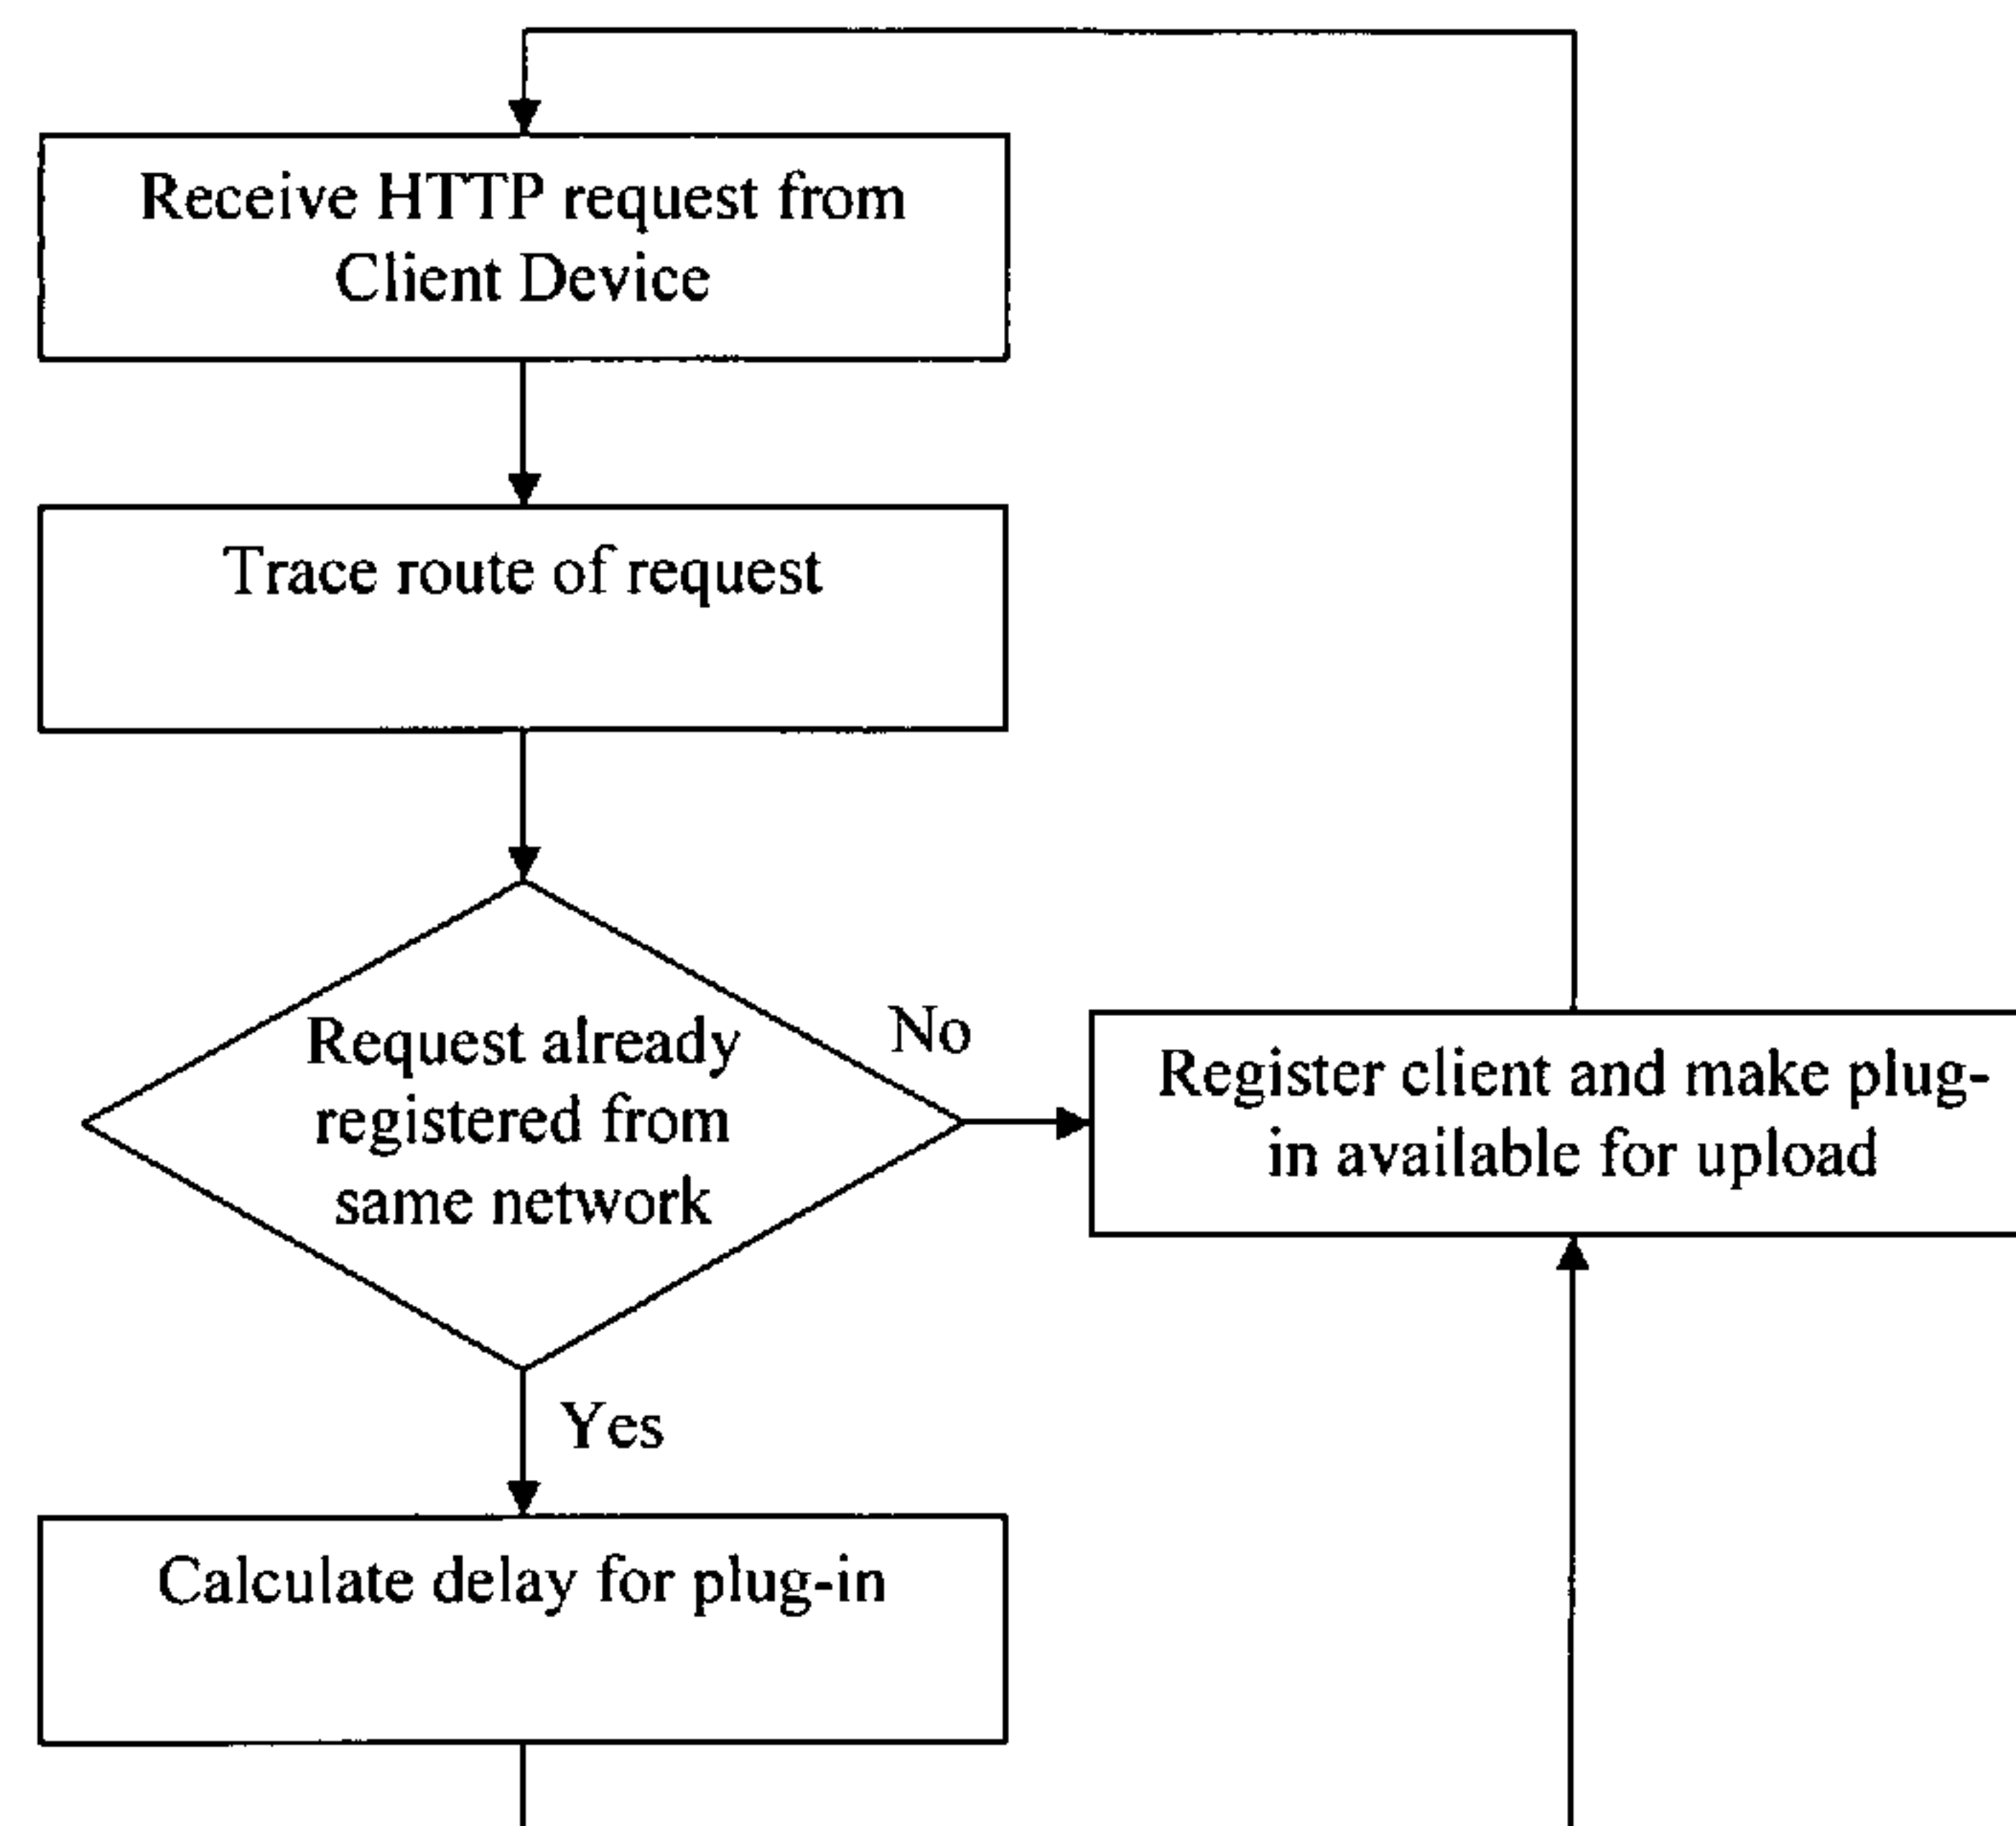 Receive HTTP request from
Client Device
Trace route of request
Request already
registered from
same network
No
Register client and make plug-
in available for upload
Yes
Calculate delay for plug-in